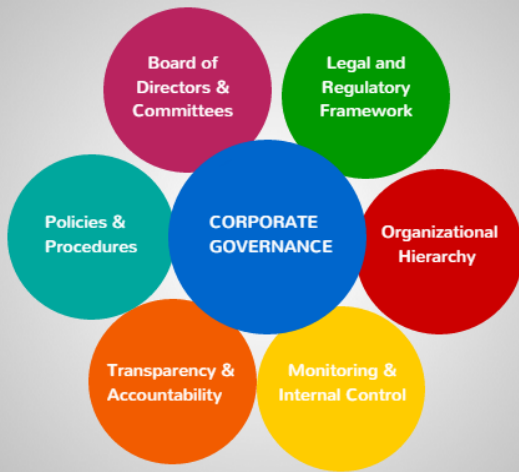 Board of
Directors &
Committees
Legal and
Regulatory
Framework
Policies &
Procedures
CORPORATE
GOVERNANCE
Organizational
Hierarchy
Transparency &
Accountability
Monitoring &
Internal Control